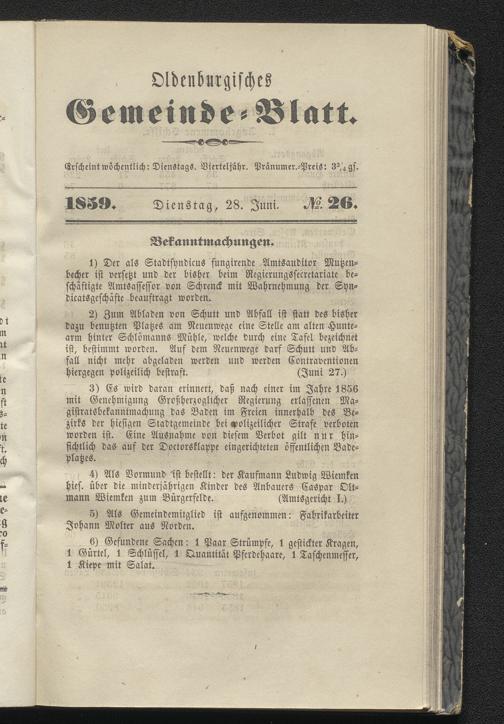 Oldenburgisches
Gemeinde-Blatt.
Erscheint wöchentlich: Dienstags. Vierteljähr. Pränumer.-Preis: 3¾ gs.
1859. Dienstag, 28. Juni. № 26.
Bekanntmachungen.
1) Der als Stadtsyndicus fungirende Amtsauditor Mutzen-
becher ist versetzt und der bisher beim Regierungssecretariate be-
schäftigte Amtsassessor von Schrenck mit Wahrnehmung der Syn-
dicatsgeschäfte beauftragt worden.
2) Zum Abladen von Schutt und Abfall ist statt des bisher
dazu benutzten Platzes am Neuenwege eine Stelle am alten Hunte-
arm hinter Schlömanns Mühle, welche durch eine Tafel bezeichnet
ist, bestimmt worden. Auf dem Neuenwege darf Schutt und Ab-
fall nicht mehr abgeladen werden und werden Contraventionen
hiergegen polizeilich bestraft. (Juni 27.)
3) Es wird daran erinnert, daß nach einer im Jahre 1856
mit Genehmigung Großherzoglicher Regierung erlassenen Ma-
gistratsbekanntmachung das Baden im Freien innerhalb des Be-
zirks der hiesigen Stadtgemeinde bei polizeilicher Strafe verboten
worden ist. Eine Ausnahme von diesem Verbot gilt nur hin-
sichtlich des auf der Doctorsklappe eingerichteten öffentlichen Bade-
platzes.
4) Als Vormund ist bestellt: der Kaufmann Ludwig Wiemken
hies. über die minderjährigen Kinder des Anbauers Caspar Olt-
mann Wiemken zum Bürgerfelde. (Amtsgericht I.)
5) Als Gemeindemitglied ist aufgenommen: Fabrikarbeiter
Johann Molter aus Norden.
6) Gefundene Sachen: 1 Paar Strümpfe, 1 gestickter Kragen,
1 Gürtel, 1 Schlüssel, 1 Quantität Pferdehaare, 1 Taschenmesser,
1 Kiepe mit Salat.